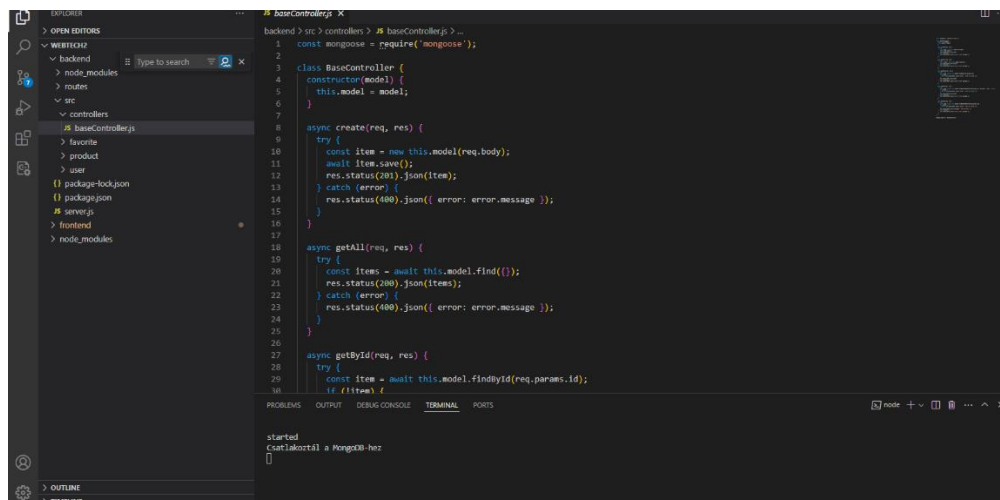 EXPLORER
OPEN EDITORS
WEBTECH2
backend
Type to search
node_modules
routes
src
controllers
JS baseController.js
favorite
product
user
{} package-lock.json
{} package.json
JS server.js
frontend
node_modules
OUTLINE
JS baseController.js
backend > src > controllers > JS baseController.js > ...
1 const mongoose = require('mongoose');
2
3 class BaseController {
4 constructor(model) {
5 this.model = model;
6 }
7
8 async create(req, res) {
9 try {
10 const item = new this.model(req.body);
11 await item.save();
12 res.status(201).json(item);
13 } catch (error) {
14 res.status(400).json({ error: error.message });
15 }
16 }
17
18 async getAll(req, res) {
19 try {
20 const items = await this.model.find({});
21 res.status(200).json(items);
22 } catch (error) {
23 res.status(400).json({ error: error.message });
24 }
25 }
26
27 async getById(req, res) {
28 try {
29 const item = await this.model.findById(req.params.id);
30 if (!item) {
PROBLEMS OUTPUT DEBUG CONSOLE TERMINAL PORTS
node
started
Csatlakoztál a MongoDB-hez